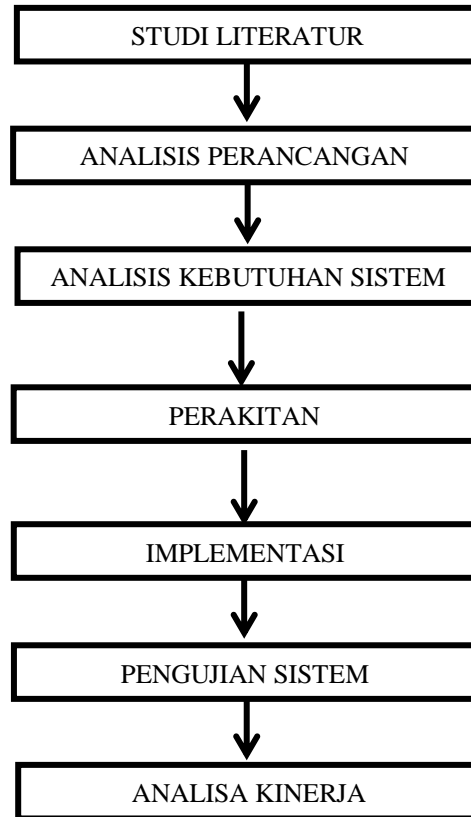 STUDI LITERATUR
ANALISIS PERANCANGAN
ANALISIS KEBUTUHAN SISTEM
PERAKITAN
IMPLEMENTASI
PENGUJIAN SISTEM
ANALISA KINERJA